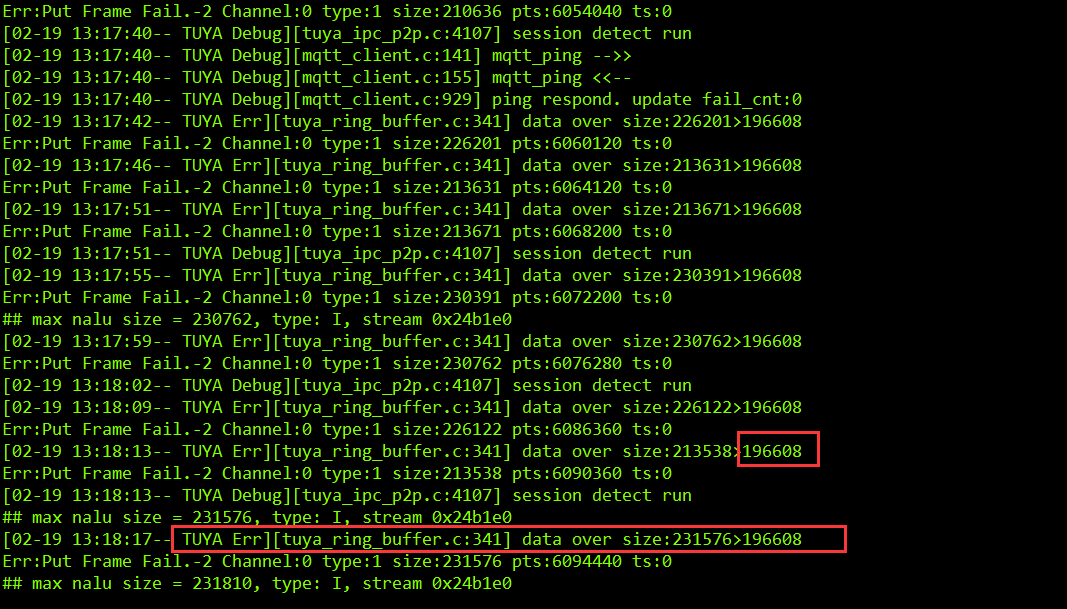 Err:Put Frame Fail.-2 Channel:0 type:1 size:210636 pts:6054040 ts:0
[02-19 13:17:40-- TUYA Debug][tuya_ipc_p2p.c:4107] session detect run
[02-19 13:17:40-- TUYA Debug][mqtt_client.c:141] mqtt_ping -->>
[02-19 13:17:40-- TUYA Debug][mqtt_client.c:155] mqtt_ping <<--
[02-19 13:17:40-- TUYA Debug][mqtt_client.c:929] ping respond. update fail_cnt:0
[02-19 13:17:42-- TUYA Err][tuya_ring_buffer.c:341] data over size:226201>196608
Err:Put Frame Fail.-2 Channel:0 type:1 size:226201 pts:6060120 ts:0
[02-19 13:17:46-- TUYA Err][tuya_ring_buffer.c:341] data over size:213631>196608
Err:Put Frame Fail.-2 Channel:0 type:1 size:213631 pts:6064120 ts:0
[02-19 13:17:51-- TUYA Err][tuya_ring_buffer.c:341] data over size:213671>196608
Err:Put Frame Fail.-2 Channel:0 type:1 size:213671 pts:6068200 ts:0
[02-19 13:17:51-- TUYA Debug][tuya_ipc_p2p.c:4107] session detect run
[02-19 13:17:55-- TUYA Err][tuya_ring_buffer.c:341] data over size:230391>196608
Err:Put Frame Fail.-2 Channel:0 type:1 size:230391 pts:6072200 ts:0
## max nalu size = 230762, type: I, stream 0x24b1e0
[02-19 13:17:59-- TUYA Err][tuya_ring_buffer.c:341] data over size:230762>196608
Err:Put Frame Fail.-2 Channel:0 type:1 size:230762 pts:6076280 ts:0
[02-19 13:18:02-- TUYA Debug][tuya_ipc_p2p.c:4107] session detect run
[02-19 13:18:09-- TUYA Err][tuya_ring_buffer.c:341] data over size:226122>196608
Err:Put Frame Fail.-2 Channel:0 type:1 size:226122 pts:6086360 ts:0
[02-19 13:18:13-- TUYA Err][tuya_ring_buffer.c:341] data over size:213538>196608
Err:Put Frame Fail.-2 Channel:0 type:1 size:213538 pts:6090360 ts:0
[02-19 13:18:13-- TUYA Debug][tuya_ipc_p2p.c:4107] session detect run
## max nalu size = 231576, type: I, stream 0x24b1e0
[02-19 13:18:17-- TUYA Err][tuya_ring_buffer.c:341] data over size:231576>196608
Err:Put Frame Fail.-2 Channel:0 type:1 size:231576 pts:6094440 ts:0
## max nalu size = 231810, type: I, stream 0x24b1e0